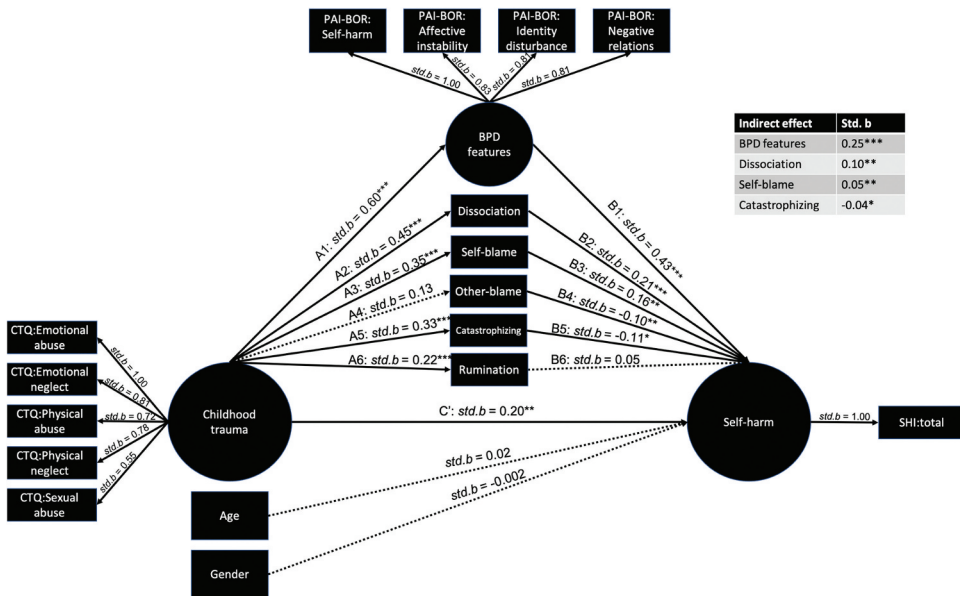 PAI-BOR:
Self-harm
PAI-BOR:
Affective
instability
PAI-BOR:
Identity
disturbance
PAI-BOR:
Negative
relations
std.b = 1.00
std.b = 0.83
std.b = 0.81
std.b = 0.81
BPD
features
Indirect effect Std. b
BPD features 0.25***
Dissociation 0.10**
Self-blame 0.05**
Catastrophizing -0.04*
A1: std.b = 0.60***
A2: std.b = 0.45***
A3: std.b = 0.35***
A4: std.b = 0.13
A5: std.b = 0.33***
A6: std.b = 0.22***
Dissociation
Self-blame
Other-blame
Catastrophizing
Rumination
B1: std.b = 0.43***
B2: std.b = 0.21***
B3: std.b = 0.16**
B4: std.b = -0.10**
B5: std.b = -0.11*
B6: std.b = 0.05
CTQ:Emotional
abuse
CTQ:Emotional
neglect
CTQ:Physical
abuse
CTQ:Physical
neglect
CTQ:Sexual
abuse
std.b = 1.00
std.b = 0.81
std.b = 0.72
std.b = 0.78
std.b = 0.55
Childhood
trauma
C': std.b = 0.20**
Self-harm
std.b = 1.00
SHI:total
std.b = 0.02
std.b = -0.002
Age
Gender